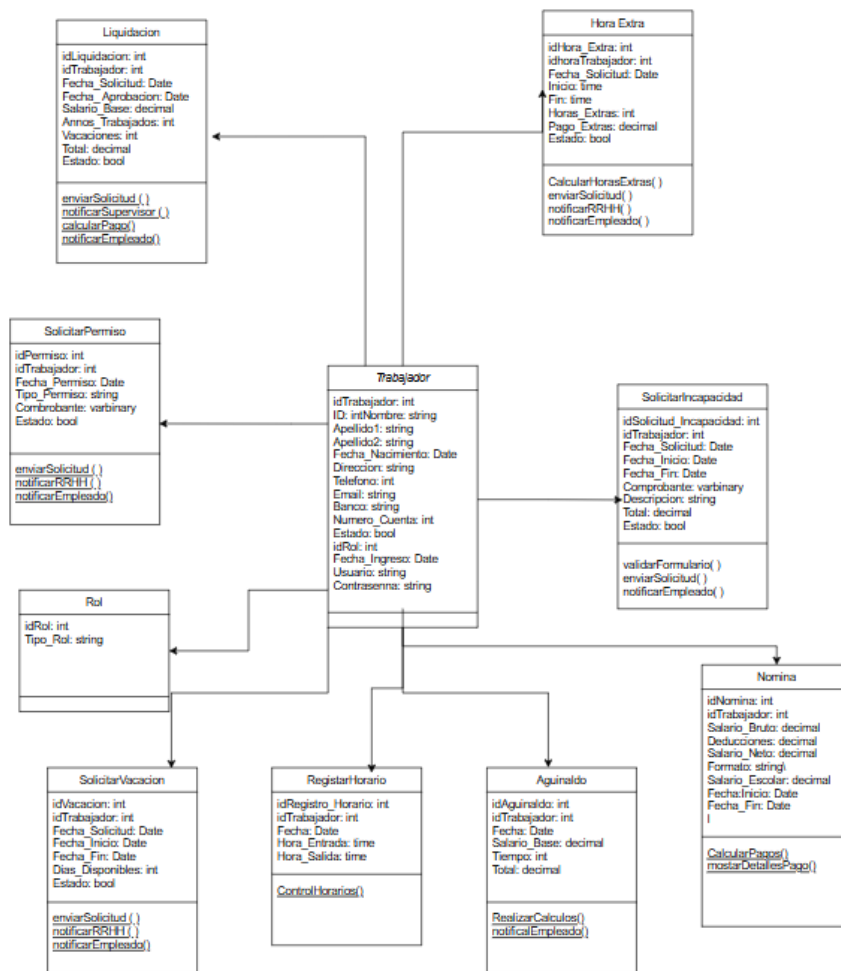 Liquidacion
idLiquidacion: int
idTrabajador: int
Fecha_Solicitud: Date
Fecha_Aprobacion: Date
Salario_Base: decimal
Annos_Trabajados: int
Vacaciones: int
Total: decimal
Estado: bool
enviarSolicitud ( )
notificarSupervisor ( )
calcularPago()
notificarEmpleado()
Hora Extra
idHora_Extra: int
idhoraTrabajador: int
Fecha_Solicitud: Date
Inicio: time
Fin: time
Horas_Extras: int
Pago_Extras: decimal
Estado: bool
CalcularHorasExtras( )
enviarSolicitud( )
notificarRRHH( )
notificarEmpleado( )
SolicitarPermiso
idPermiso: int
idTrabajador: int
Fecha_Permiso: Date
Tipo_Permiso: string
Combrobante: varbinary
Estado: bool
enviarSolicitud ( )
notificarRRHH ( )
notificarEmpleado()
Trabajador
idTrabajador: int
ID: intNombre: string
Apellido1: string
Apellido2: string
Fecha_Nacimiento: Date
Direccion: string
Telefono: int
Email: string
Banco: string
Numero_Cuenta: int
Estado: bool
idRol: int
Fecha_Ingreso: Date
Usuario: string
Contrasenna: string
SolicitarIncapacidad
idSolicitud_Incapacidad: int
idTrabajador: int
Fecha_Solicitud: Date
Fecha_Inicio: Date
Fecha_Fin: Date
Comprobante: varbinary
Descripcion: string
Total: decimal
Estado: bool
validarFormulario( )
enviarSolicitud( )
notificarEmpleado( )
Rol
idRol: int
Tipo_Rol: string
Nomina
idNomina: int
idTrabajador: int
Salario_Bruto: decimal
Deducciones: decimal
Salario_Neto: decimal
Formato: string\
Salario_Escolar: decimal
Fecha:Inicio: Date
Fecha_Fin: Date
l
CalcularPagos()
mostarDetallesPago()
SolicitarVacacion
idVacacion: int
idTrabajador: int
Fecha_Solicitud: Date
Fecha_Inicio: Date
Fecha_Fin: Date
Dias_Disponibles: int
Estado: bool
enviarSolicitud ( )
notificarRRHH ( )
notificarEmpleado()
RegistarHorario
idRegistro_Horario: int
idTrabajador: int
Fecha: Date
Hora_Entrada: time
Hora_Salida: time
ControlHorarios()
Aguinaldo
idAguinaldo: int
idTrabajador: int
Fecha: Date
Salario_Base: decimal
Tiempo: int
Total: decimal
RealizarCalculos()
notificalEmpleado()